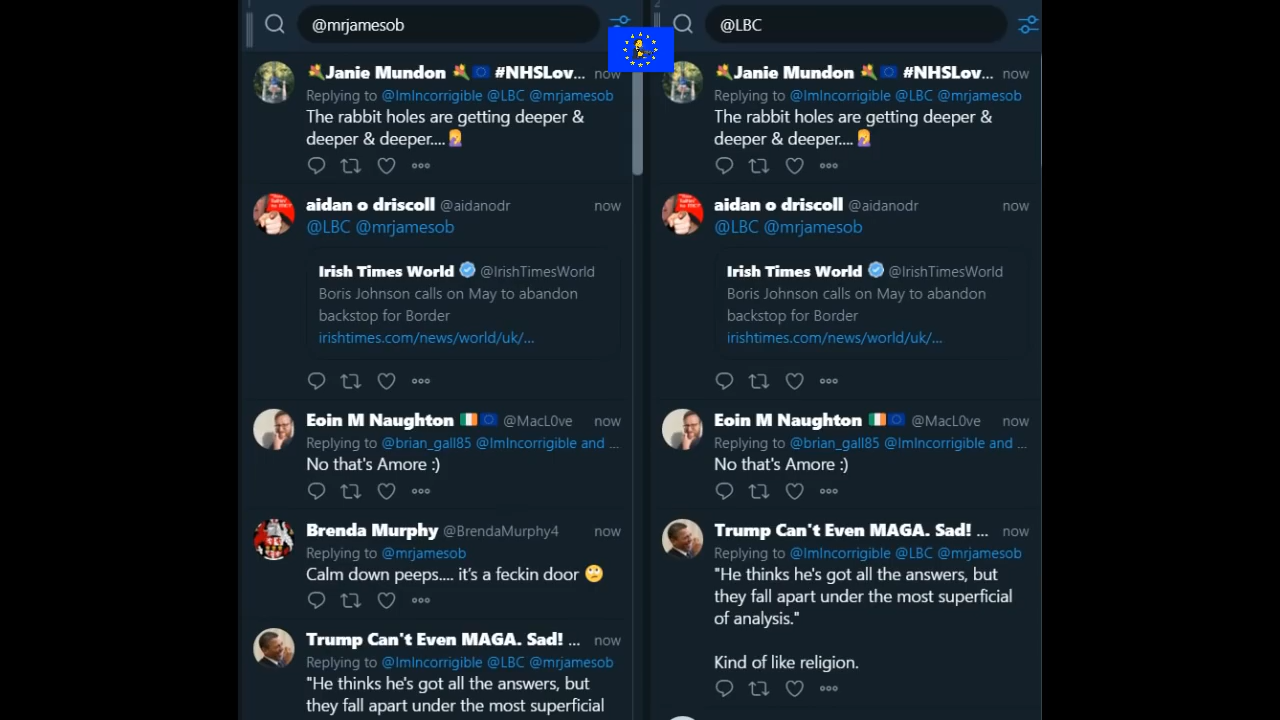 @mrjamesob
Janie Mundon #NHSLov... now
Replying to @ImIncorrigible @LBC @mrjamesob
The rabbit holes are getting deeper &
deeper & deeper....
aidan o driscoll @aidanodr now
@LBC @mrjamesob
Irish Times World @IrishTimesWorld
Boris Johnson calls on May to abandon
backstop for Border
irishtimes.com/news/world/uk/...
Eoin M Naughton @MacL0ve now
Replying to @brian_gall85 @ImIncorrigible and ...
No that's Amore :)
Brenda Murphy @BrendaMurphy4 now
Replying to @mrjamesob
Calm down peeps.... it's a feckin door
Trump Can't Even MAGA. Sad! ... now
Replying to @ImIncorrigible @LBC @mrjamesob
"He thinks he's got all the answers, but
they fall apart under the most superficial
2
@LBC
Janie Mundon #NHSLov... now
Replying to @ImIncorrigible @LBC @mrjamesob
The rabbit holes are getting deeper &
deeper & deeper....
aidan o driscoll @aidanodr now
@LBC @mrjamesob
Irish Times World @IrishTimesWorld
Boris Johnson calls on May to abandon
backstop for Border
irishtimes.com/news/world/uk/...
Eoin M Naughton @MacL0ve now
Replying to @brian_gall85 @ImIncorrigible and ...
No that's Amore :)
Trump Can't Even MAGA. Sad! ... now
Replying to @ImIncorrigible @LBC @mrjamesob
"He thinks he's got all the answers, but
they fall apart under the most superficial
of analysis."
Kind of like religion.